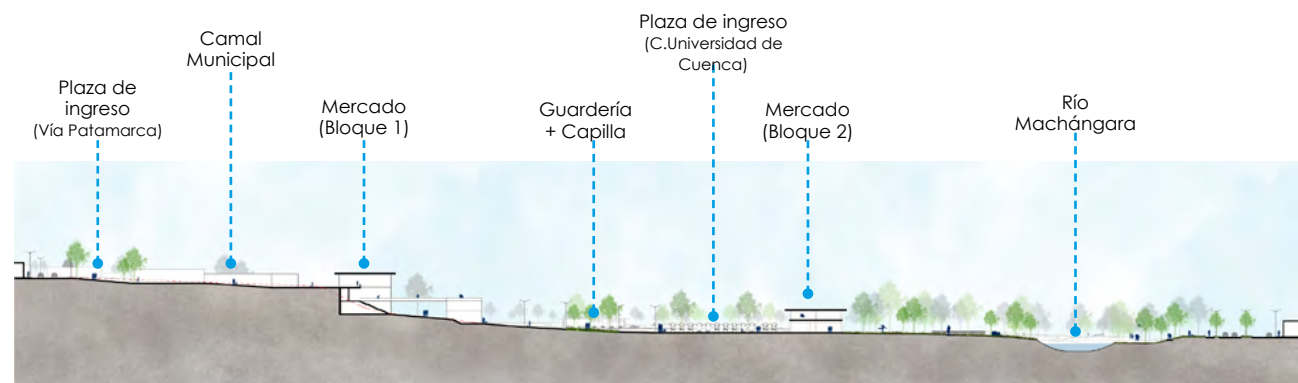 Plaza de
ingreso
(Vía Patamarca)
Camal
Municipal
Mercado
(Bloque 1)
Guardería
+ Capilla
Plaza de ingreso
(C.Universidad de
Cuenca)
Mercado
(Bloque 2)
Río
Machángara